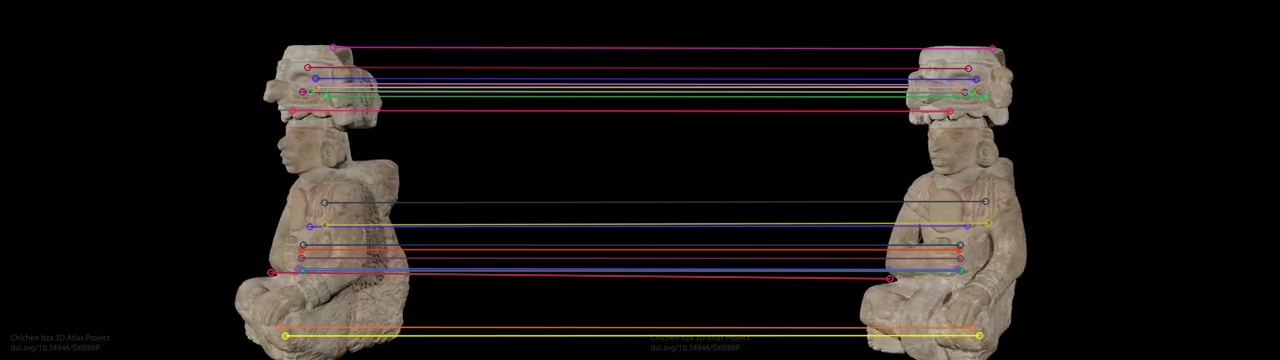 Chichen Itza 3D Atlas Project
doi.org/10.34946/D6B88P
Chichen Itza 3D Atlas Project
doi.org/10.34946/D6B88P